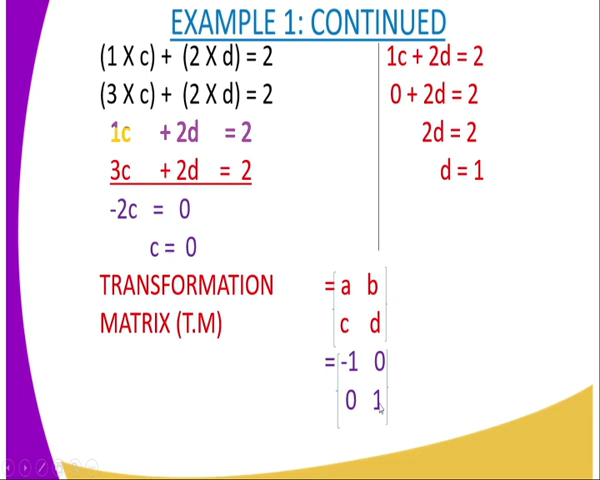 EXAMPLE 1: CONTINUED
(1 X c) + (2 X d) = 2
(3 X c) + (2 X d) = 2
1c + 2d = 2
3c + 2d = 2
-2c = 0
c = 0
1c + 2d = 2
0 + 2d = 2
2d = 2
d = 1
TRANSFORMATION = a b
MATRIX (T.M) c d
= -1 0
0 1